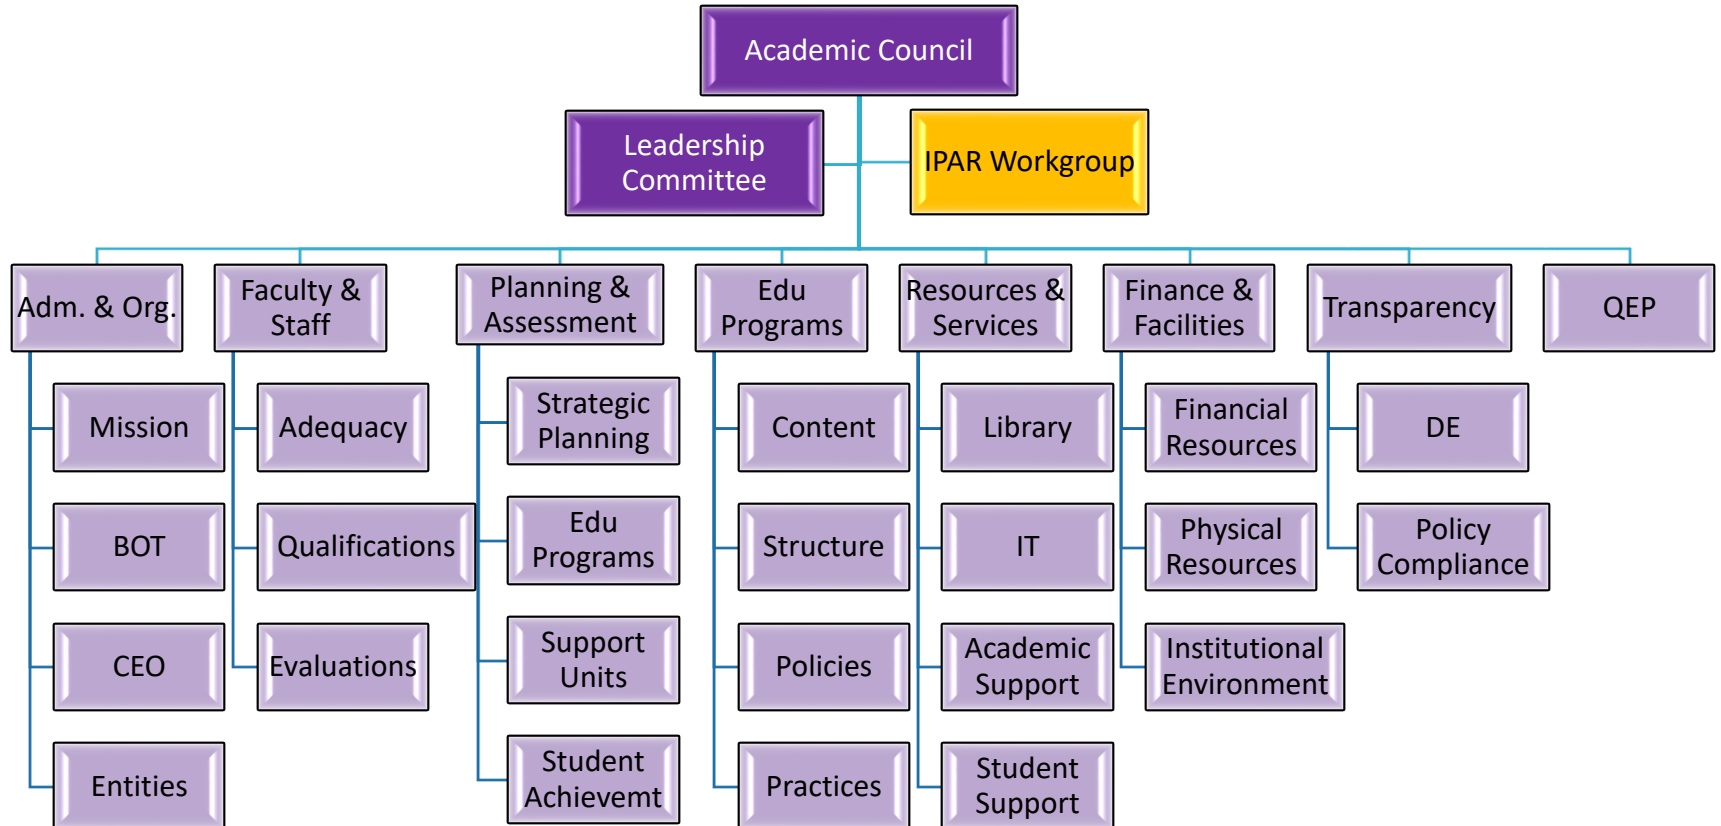 Academic Council
Leadership
Committee
IPAR Workgroup
Adm. & Org.
Mission
BOT
CEO
Entities
Faculty &
Staff
Adequacy
Qualifications
Evaluations
Planning &
Assessment
Strategic
Planning
Edu
Programs
Support
Units
Student
Achievemt
Edu
Programs
Content
Structure
Policies
Practices
Resources &
Services
Library
IT
Academic
Support
Student
Support
Finance &
Facilities
Financial
Resources
Physical
Resources
Institutional
Environment
Transparency
DE
Policy
Compliance
QEP